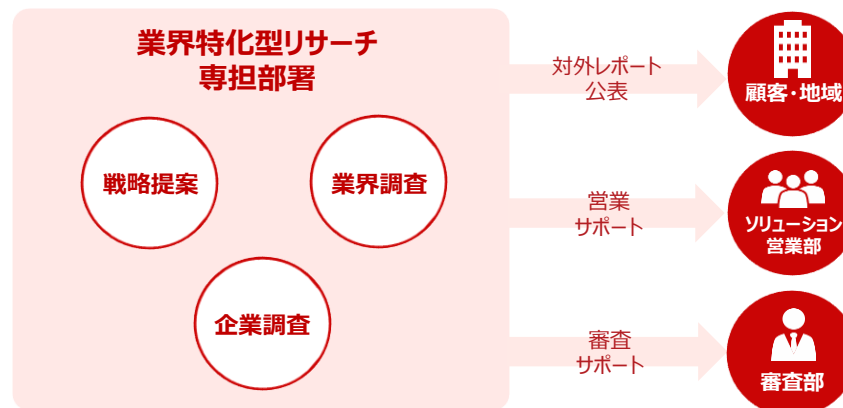 業界特化型リサーチ
専担部署
戦略提案
業界調査
企業調査
対外レポート
公表
顧客・地域
営業
サポート
ソリューション
営業部
審査
サポート
審査部